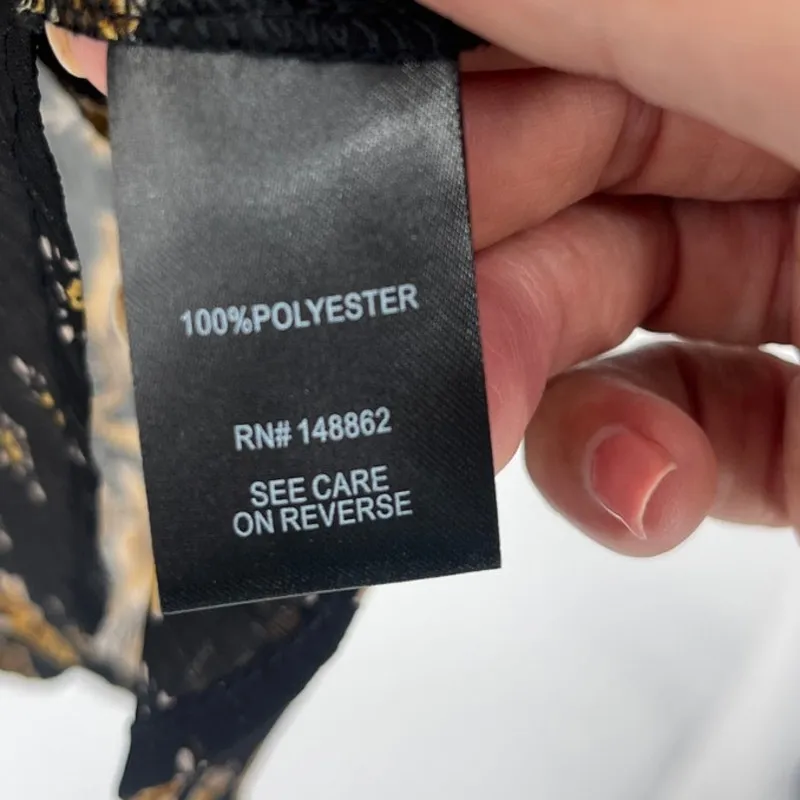 100%POLYESTER
RN# 148862
SEE CARE
ON REVERSE